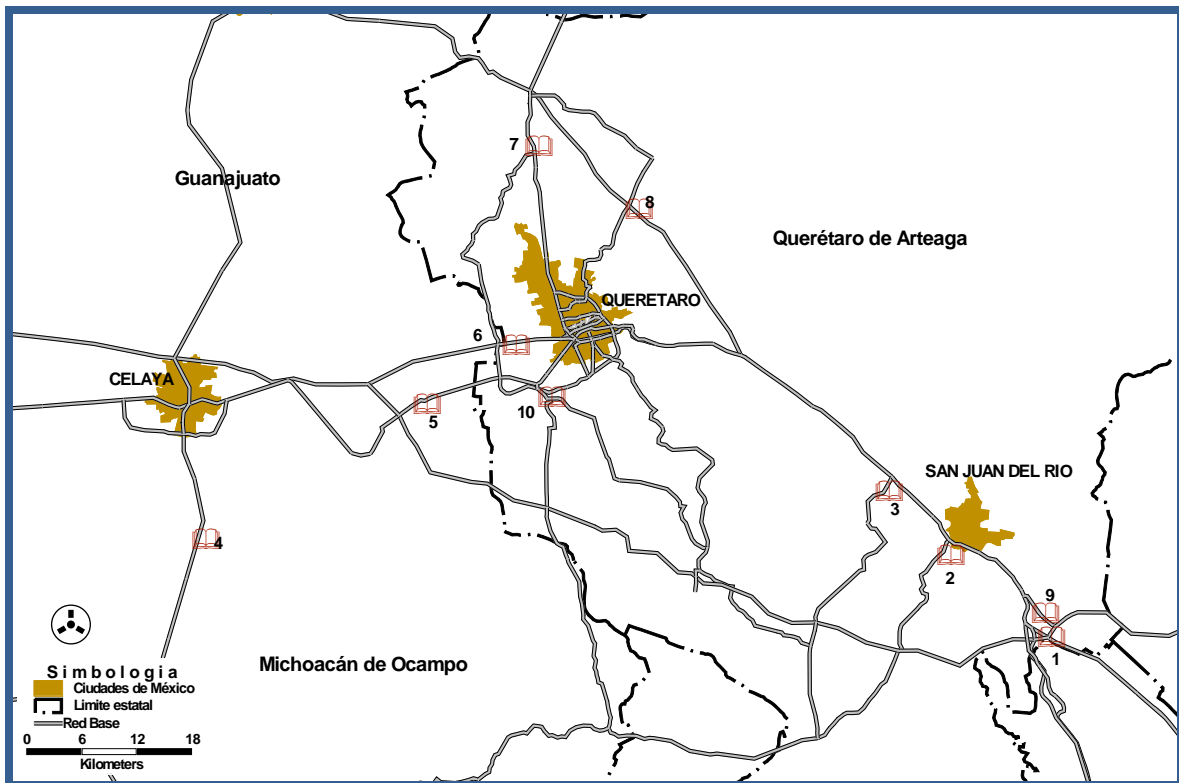 7
Guanajuato
8
Querétaro de Arteaga
QUERETARO
6
CELAYA
5
10
SAN JUAN DEL RIO
3
4
2
9
1
Michoacán de Ocampo
Simbologia
Ciudades de México
Limite estatal
Red Base
0 6 12 18
Kilometers